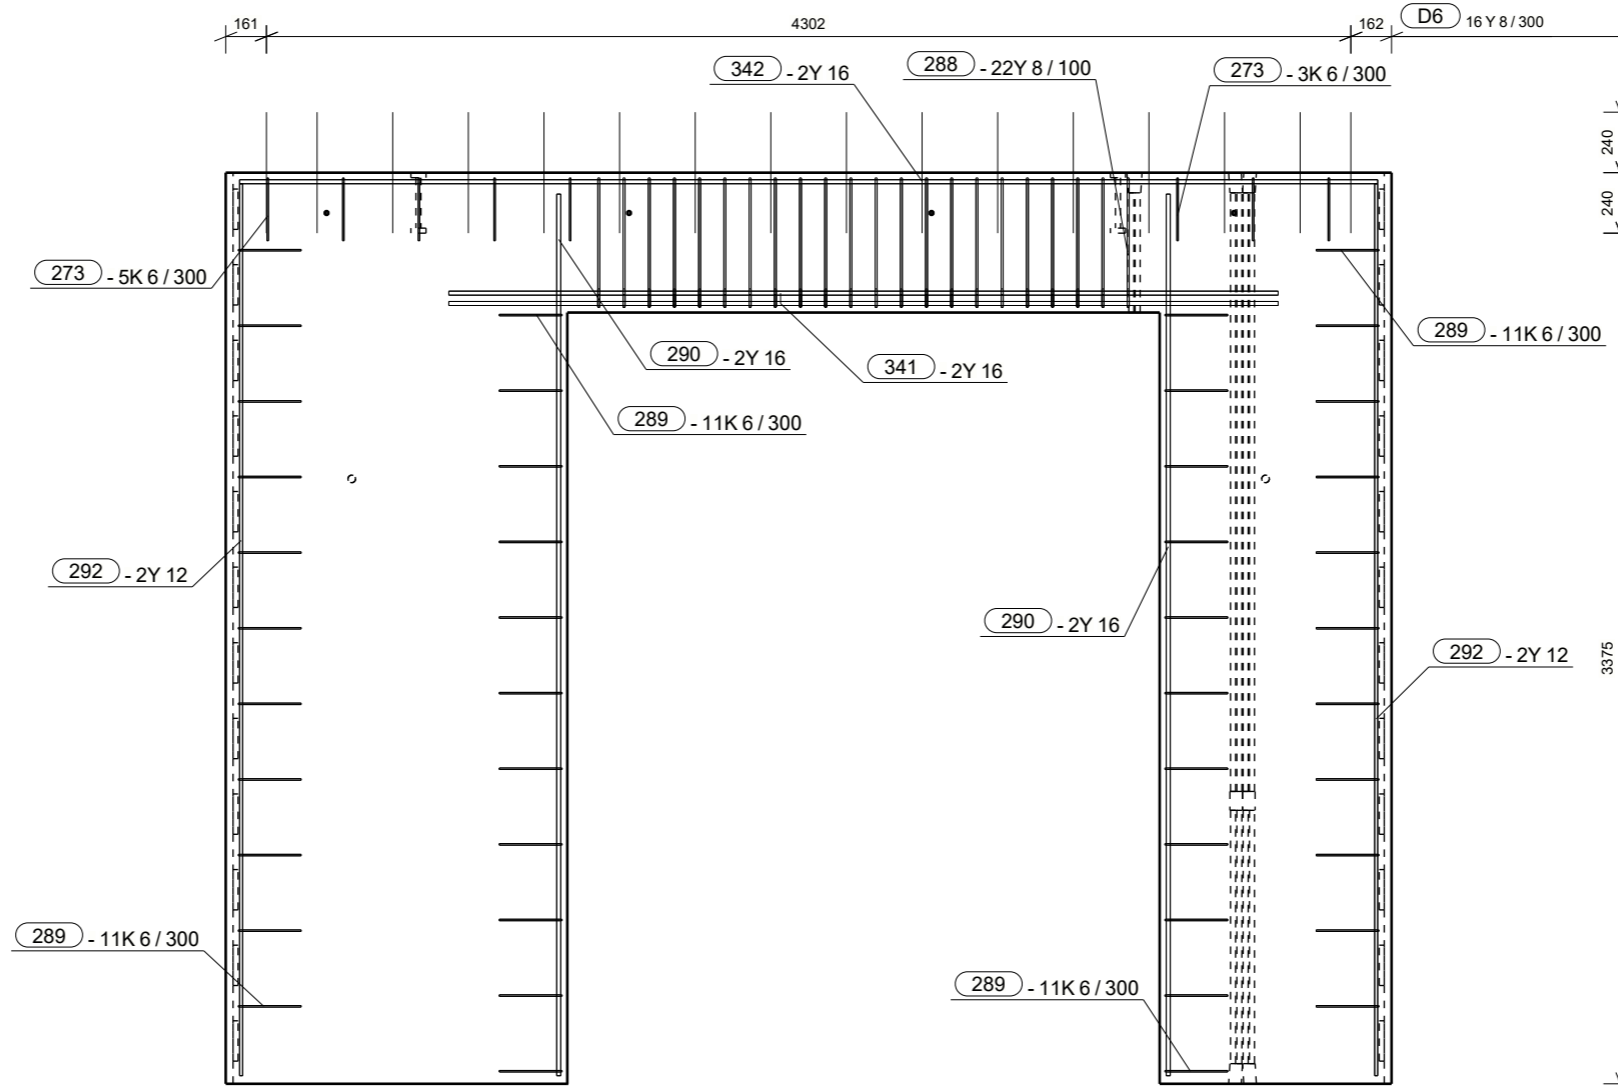 161
4302
162
D6 16 Y 8 / 300
342 - 2Y 16
288 - 22Y 8 / 100
273 - 3K 6 / 300
240
240
273 - 5K 6 / 300
289 - 11K 6 / 300
290 - 2Y 16
341 - 2Y 16
289 - 11K 6 / 300
292 - 2Y 12
290 - 2Y 16
292 - 2Y 12
3375
289 - 11K 6 / 300
289 - 11K 6 / 300